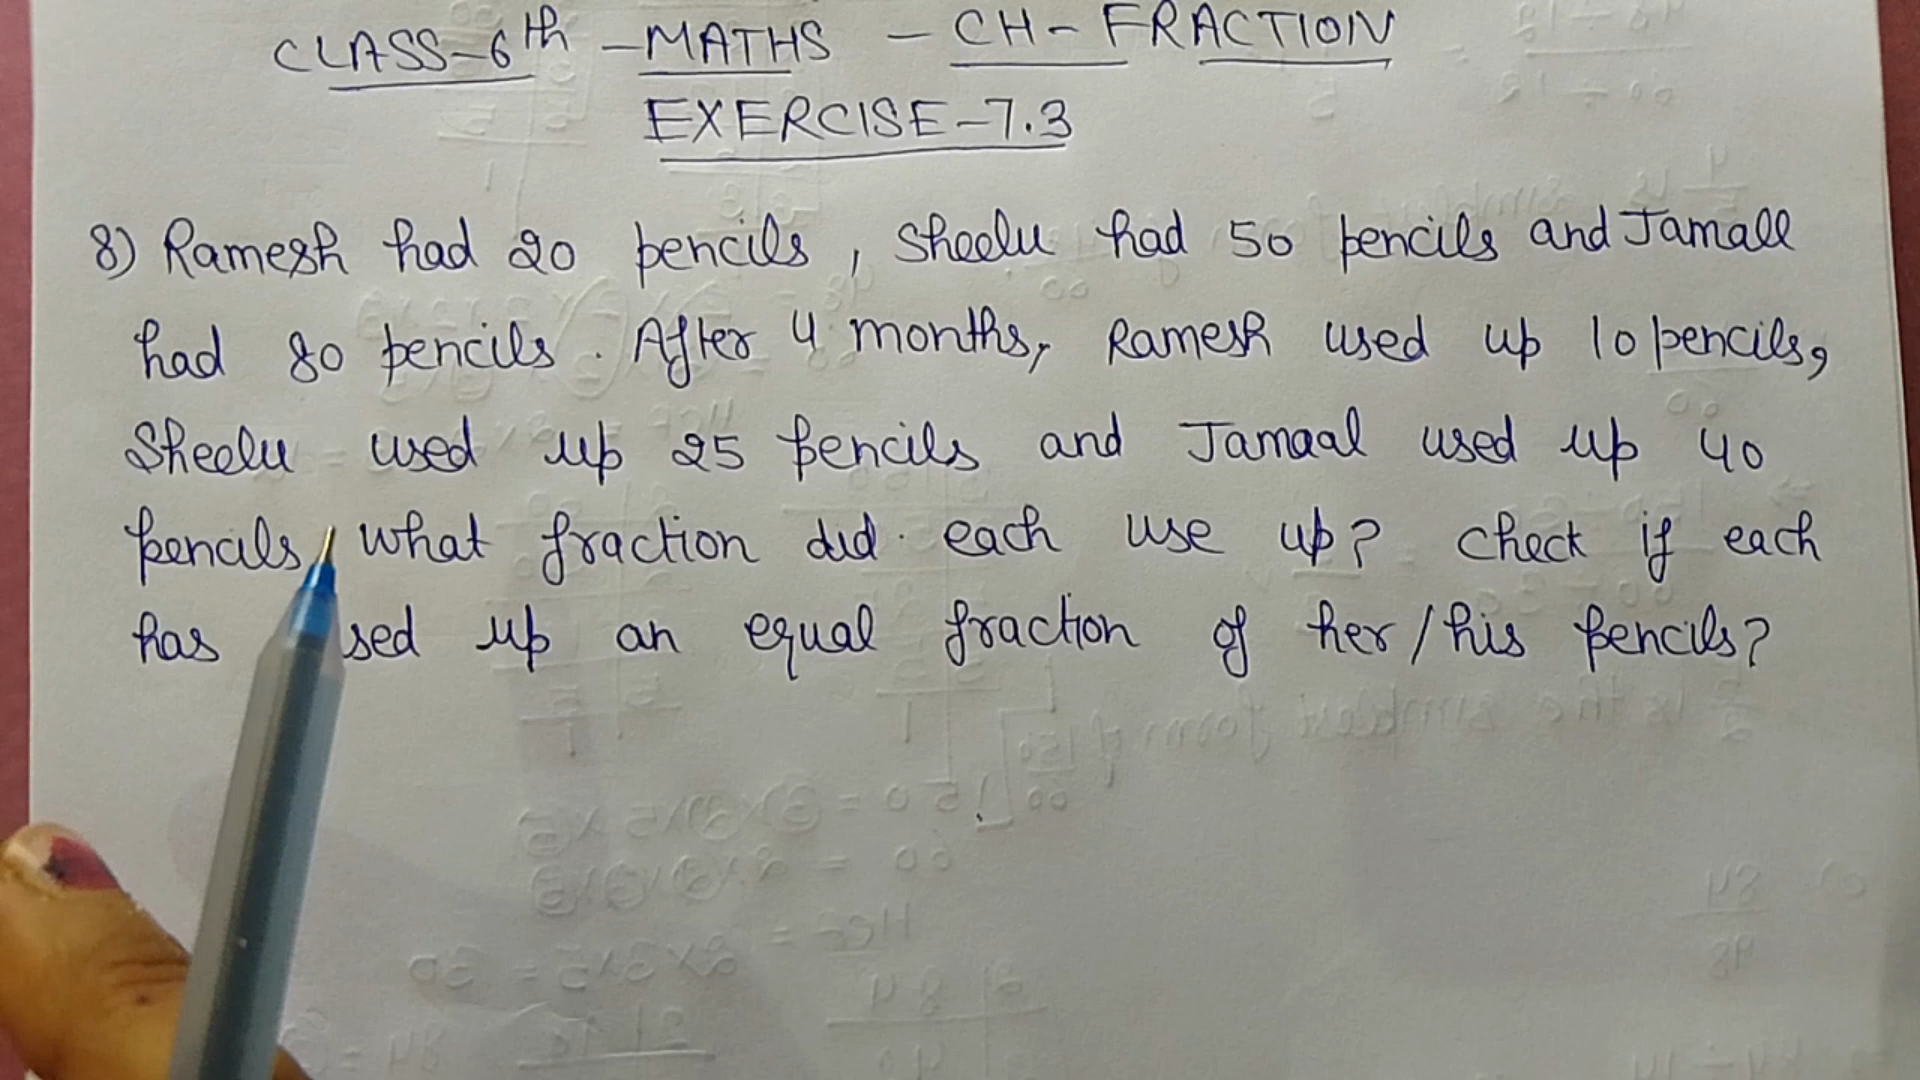 CLASS-6th - MATHS - CH- FRACTION
EXERCISE-7.3
8) Ramesh had 20 pencils, Sheelu had 50 pencils and Jamall
had 80 pencils. After 4 months, Ramesh used up 10 pencils,
Sheelu used up 25 pencils and Jamaal used up 40
pencils what fraction did each use up? Check if each
has sed up an equal fraction of her/his pencils?